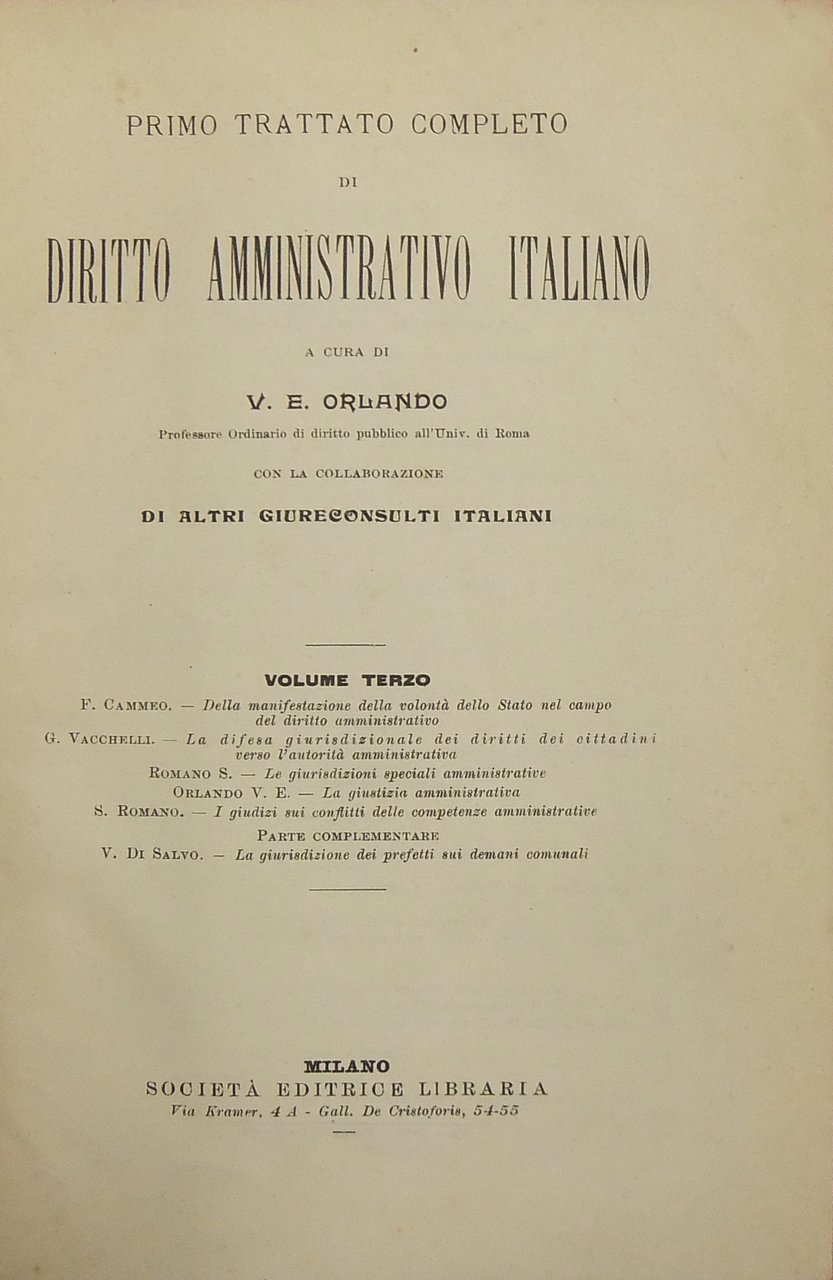 PRIMO TRATTATO COMPLETO
DI
DIRITTO AMMINISTRATIVO ITALIANO
A CURA DI
V. E. ORLANDO
Professore Ordinario di diritto pubblico all'Univ. di Roma
CON LA COLLABORAZIONE
DI ALTRI GIURECONSULTI ITALIANI
VOLUME TERZO
F. CAMMEO. — Della manifestazione della volontà dello Stato nel campo
del diritto amministrativo
G. VACCHELLI. — La difesa giurisdizionale dei diritti dei cittadini
verso l'autorità amministrativa
ROMANO S. — Le giurisdizioni speciali amministrative
ORLANDO V. E. — La giustizia amministrativa
S. ROMANO. — I giudizi sui conflitti delle competenze amministrative
PARTE COMPLEMENTARE
V. DI SALVO. — La giurisdizione dei prefetti sui demani comunali
MILANO
SOCIETÀ EDITRICE LIBRARIA
Via Kramer, 4 A - Gall. De Cristoforis, 54-55